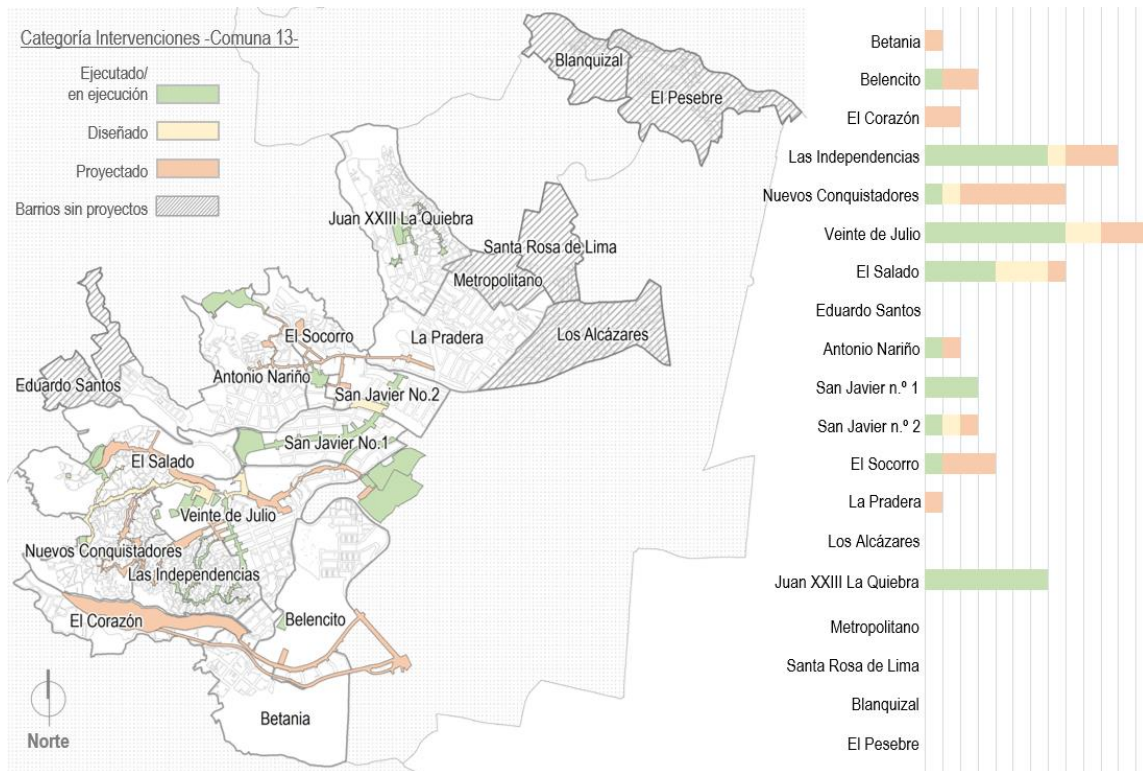 Categoría Intervenciones -Comuna 13-
Ejecutado/
en ejecución
Diseñado
Proyectado
Barrios sin proyectos
Blanquizal
El Pesebre
Juan XXIII La Quiebra
Santa Rosa de Lima
Metropolitano
El Socorro
La Pradera
Los Alcázares
Eduardo Santos
Antonio Nariño
San Javier No.2
San Javier No.1
El Salado
Veinte de Julio
Nuevos Conquistadores
Las Independencias
El Corazón
Belencito
Betania
Norte
Betania
Belencito
El Corazón
Las Independencias
Nuevos Conquistadores
Veinte de Julio
El Salado
Eduardo Santos
Antonio Nariño
San Javier n.º 1
San Javier n.º 2
El Socorro
La Pradera
Los Alcázares
Juan XXIII La Quiebra
Metropolitano
Santa Rosa de Lima
Blanquizal
El Pesebre